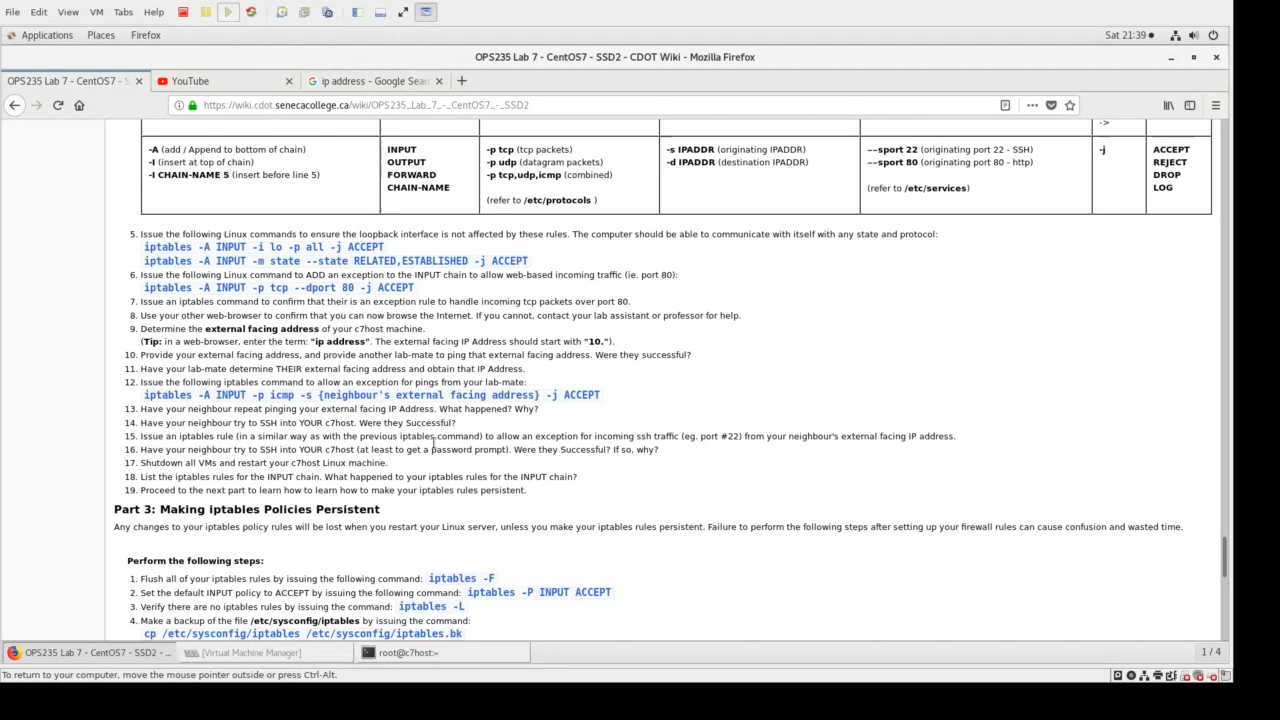 File Edit View VM Tabs Help
Applications Places Firefox Sat 21:39
OPS235 Lab 7 - CentOS7 - SSD2 - CDOT Wiki - Mozilla Firefox
OPS235 Lab 7 - CentOS7 - S YouTube ip address - Google Sear
https://wiki.cdot.senecacollege.ca/wiki/OPS235_Lab_7_-_CentOS7_-_SSD2
->
-A (add / Append to bottom of chain) INPUT -p tcp (tcp packets) -s IPADDR (originating IPADDR) --sport 22 (originating port 22 - SSH) -j ACCEPT
-I (insert at top of chain) OUTPUT -p udp (datagram packets) -d IPADDR (destination IPADDR) --sport 80 (originating port 80 - http) REJECT
-I CHAIN-NAME 5 (insert before line 5) FORWARD -p tcp,udp,icmp (combined) DROP
CHAIN-NAME (refer to /etc/services) LOG
(refer to /etc/protocols )
5. Issue the following Linux commands to ensure the loopback interface is not affected by these rules. The computer should be able to communicate with itself with any state and protocol:
iptables -A INPUT -i lo -p all -j ACCEPT
iptables -A INPUT -m state --state RELATED,ESTABLISHED -j ACCEPT
6. Issue the following Linux command to ADD an exception to the INPUT chain to allow web-based incoming traffic (ie. port 80):
iptables -A INPUT -p tcp --dport 80 -j ACCEPT
7. Issue an iptables command to confirm that their is an exception rule to handle incoming tcp packets over port 80.
8. Use your other web-browser to confirm that you can now browse the Internet. If you cannot, contact your lab assistant or professor for help.
9. Determine the external facing address of your c7host machine.
(Tip: in a web-browser, enter the term: "ip address". The external facing IP Address should start with "10.").
10. Provide your external facing address, and provide another lab-mate to ping that external facing address. Were they successful?
11. Have your lab-mate determine THEIR external facing address and obtain that IP Address.
12. Issue the following iptables command to allow an exception for pings from your lab-mate:
iptables -A INPUT -p icmp -s {neighbour's external facing address} -j ACCEPT
13. Have your neighbour repeat pinging your external facing IP Address. What happened? Why?
14. Have your neighbour try to SSH into YOUR c7host. Were they Successful?
15. Issue an iptables rule (in a similar way as with the previous iptables command) to allow an exception for incoming ssh traffic (eg. port #22) from your neighbour's external facing IP address.
16. Have your neighbour try to SSH into YOUR c7host (at least to get a password prompt). Were they Successful? If so, why?
17. Shutdown all VMs and restart your c7host Linux machine.
18. List the iptables rules for the INPUT chain. What happened to your iptables rules for the INPUT chain?
19. Proceed to the next part to learn how to learn how to make your iptables rules persistent.
Part 3: Making iptables Policies Persistent
Any changes to your iptables policy rules will be lost when you restart your Linux server, unless you make your iptables rules persistent. Failure to perform the following steps after setting up your firewall rules can cause confusion and wasted time.
Perform the following steps:
1. Flush all of your iptables rules by issuing the following command: iptables -F
2. Set the default INPUT policy to ACCEPT by issuing the following command: iptables -P INPUT ACCEPT
3. Verify there are no iptables rules by issuing the command: iptables -L
4. Make a backup of the file /etc/sysconfig/iptables by issuing the command:
cp /etc/sysconfig/iptables /etc/sysconfig/iptables.bk
OPS235 Lab 7 - CentOS7 - SSD2 - ... [Virtual Machine Manager] root@c7host:~ 1 / 4
To return to your computer, move the mouse pointer outside or press Ctrl-Alt.